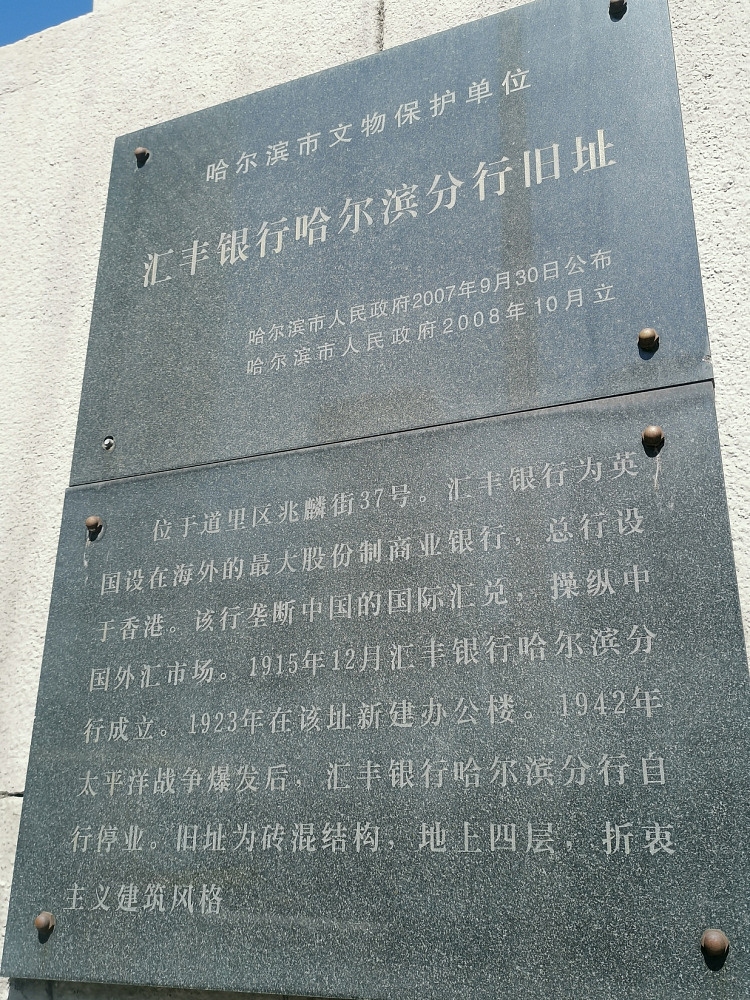 哈尔滨市文物保护单位
汇丰银行哈尔滨分行旧址
哈尔滨市人民政府2007年9月30日公布
哈尔滨市人民政府2008年10月立
位于道里区兆麟街37号。汇丰银行为英
国设在海外的最大股份制商业银行，总行设
于香港。该行垄断中国的国际汇兑，操纵中
国外汇市场。1915年12月汇丰银行哈尔滨分
行成立。1923年在该址新建办公楼。1942年
太平洋战争爆发后，汇丰银行哈尔滨分行自
行停业。旧址为砖混结构，地上四层，折衷
主义建筑风格